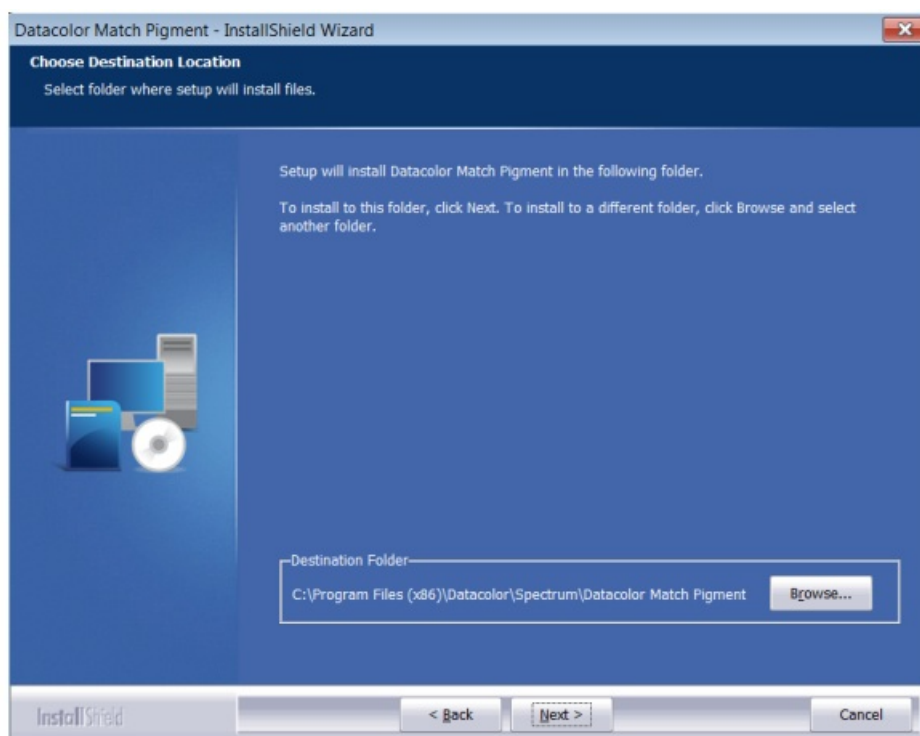 Datacolor Match Pigment - InstallShield Wizard
Choose Destination Location
Select folder where setup will install files.
Setup will install Datacolor Match Pigment in the following folder.
To install to this folder, click Next. To install to a different folder, click Browse and select
another folder.
Destination Folder
C:\Program Files (x86)\Datacolor\Spectrum\Datacolor Match Pigment
Browse...
InstallShield
< Back
Next >
Cancel